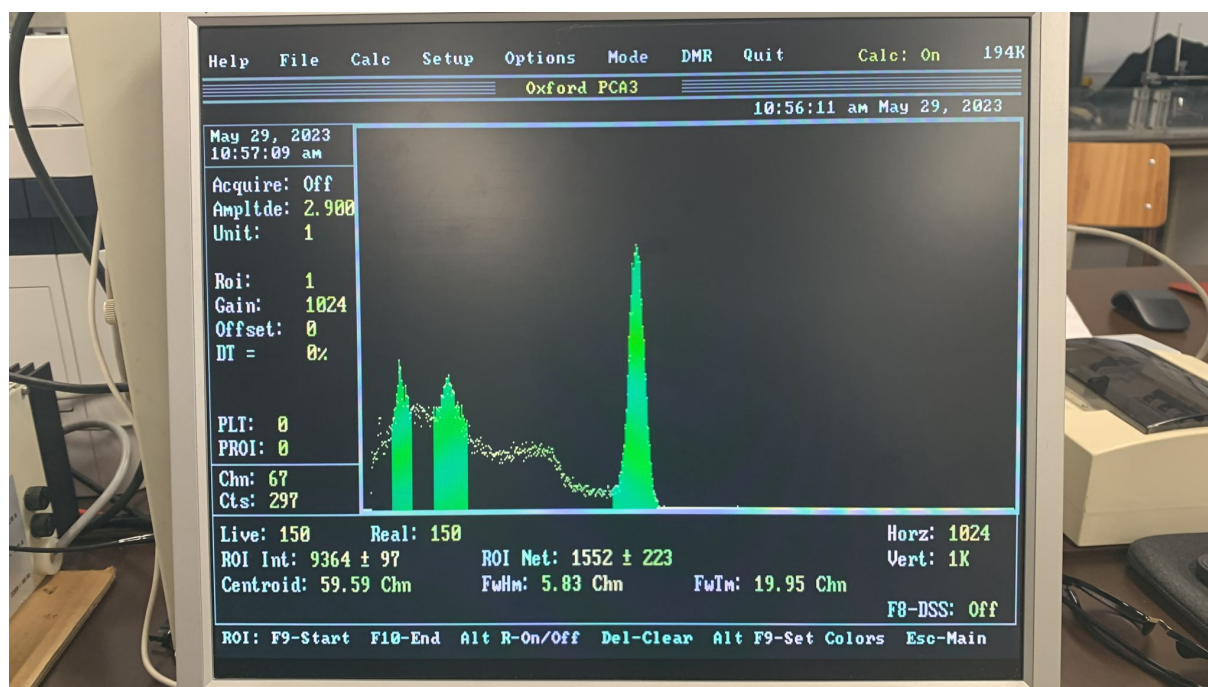 Help File Calc Setup Options Mode DMR Quit Calc: On 194K
Oxford PCA3
10:56:11 am May 29, 2023
May 29, 2023
10:57:09 am
Acquire: Off
Ampltde: 2.900
Unit: 1
Roi: 1
Gain: 1024
Offset: 0
DT = 0%
PLT: 0
PROI: 0
Chn: 67
Cts: 297
Live: 150 Real: 150 Horz: 1024
ROI Int: 9364 ± 97 ROI Net: 1552 ± 223 Vert: 1K
Centroid: 59.59 Chn FwHm: 5.83 Chn FwTm: 19.95 Chn
F8-DSS: Off
ROI: F9-Start F10-End Alt R-On/Off Del-Clear Alt F9-Set Colors Esc-Main